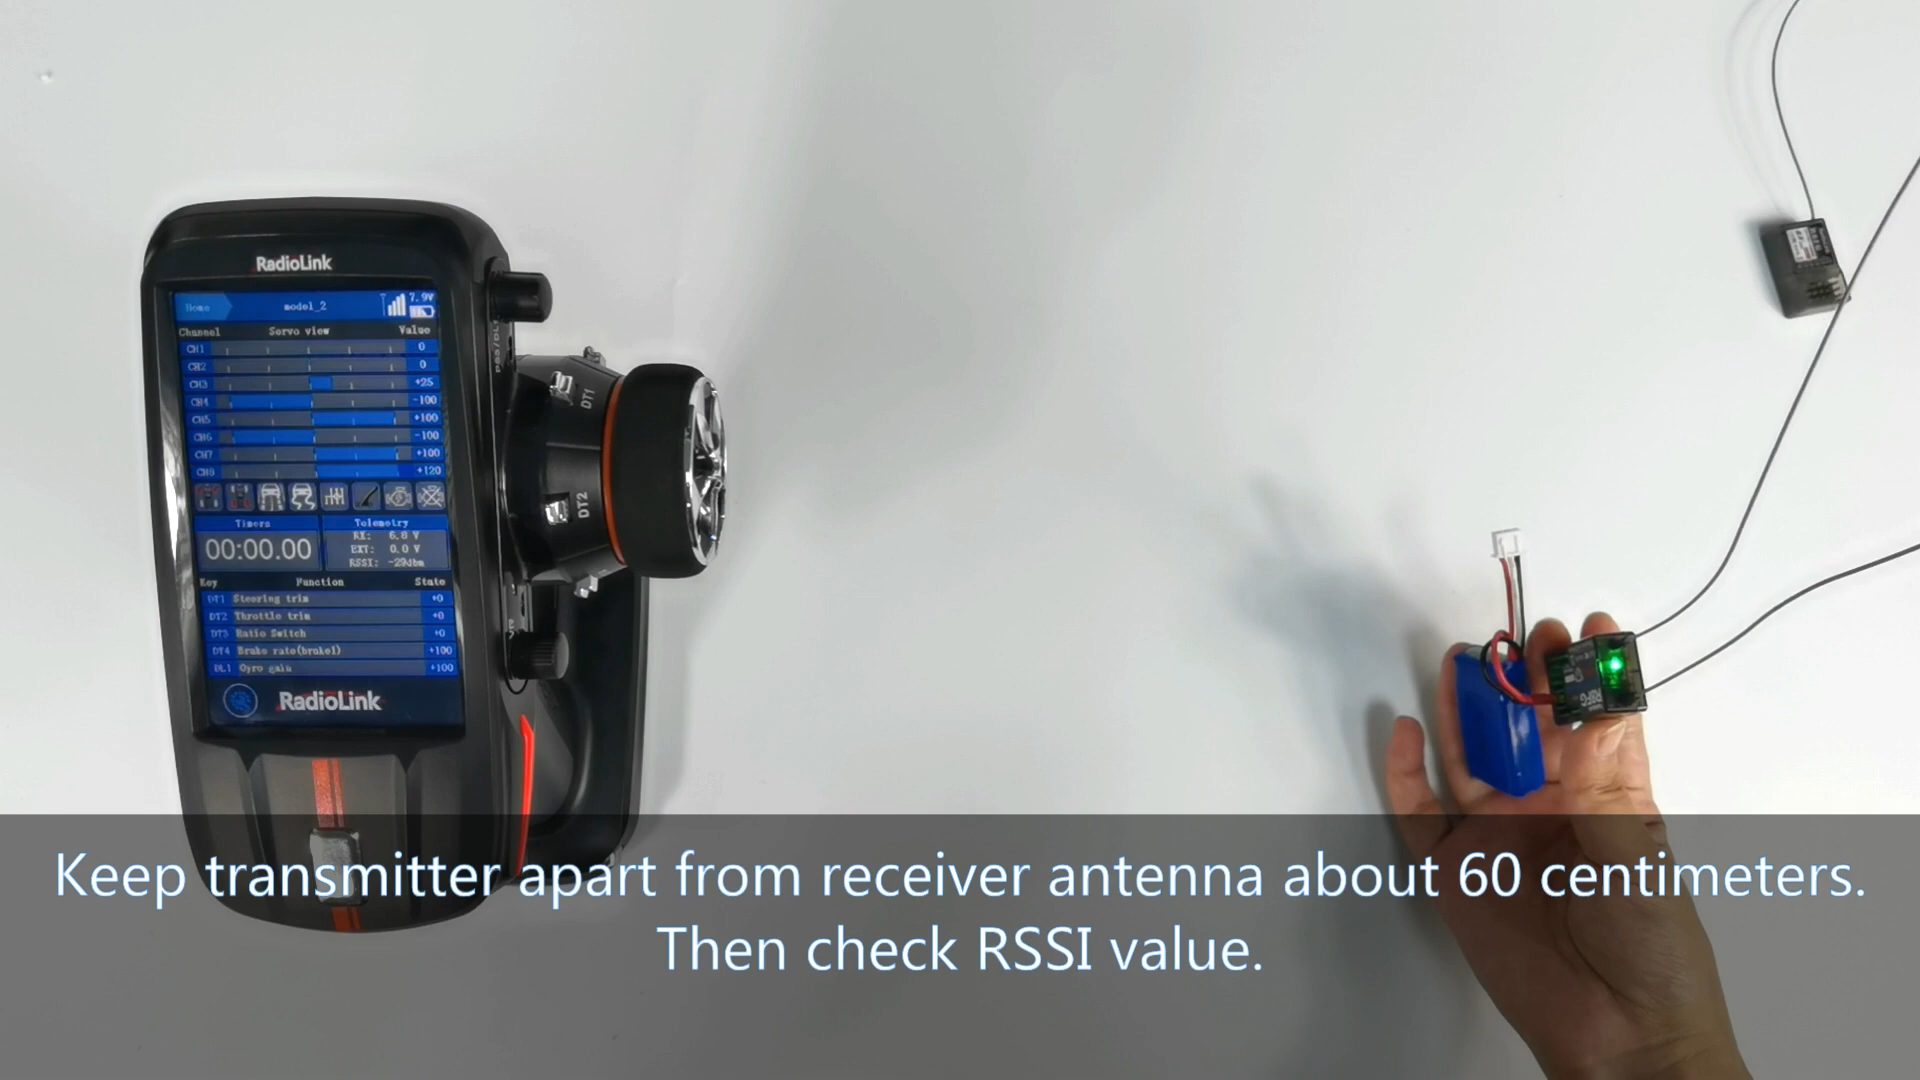 RadioLink
Home model_2 7.9V
Channel Servo view Value
CH1 0
CH2 0
CH3 +25
CH4 -100
CH5 +100
CH6 -100
CH7 +100
CH8 +120
Timers Telemetry
00:00.00 RX: 6.8 V
EXT: 0.0 V
RSSI: -29dbm
Key Function State
DT1 Steering trim +0
DT2 Throttle trim +0
DT3 Ratio Switch +0
DT4 Brake rate(brake1) +100
DL1 Gyro gain +100
RadioLink
DT1
DT2
R8FG
Keep transmitter apart from receiver antenna about 60 centimeters.
Then check RSSI value.